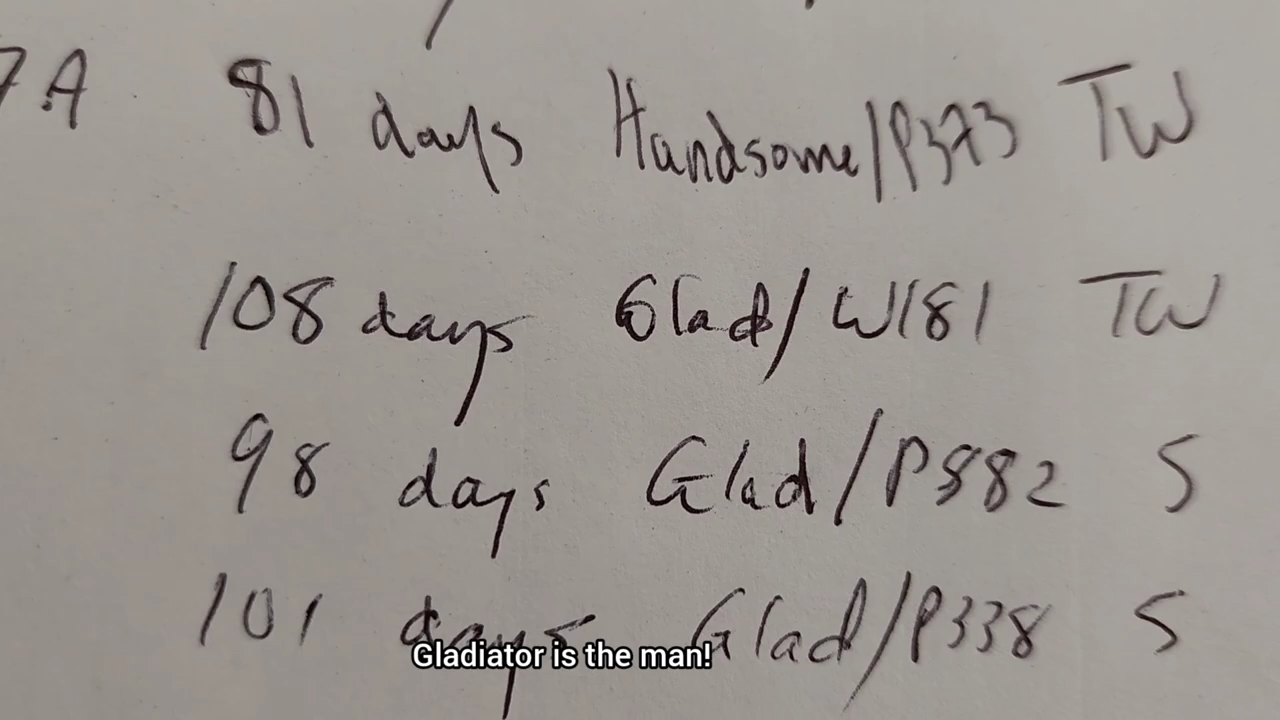 7A 81 days Handsome/P373 TW
108 days Glad/W181 TW
98 days Glad/P382 S
101 days Glad/P338 S
Gladiator is the man!